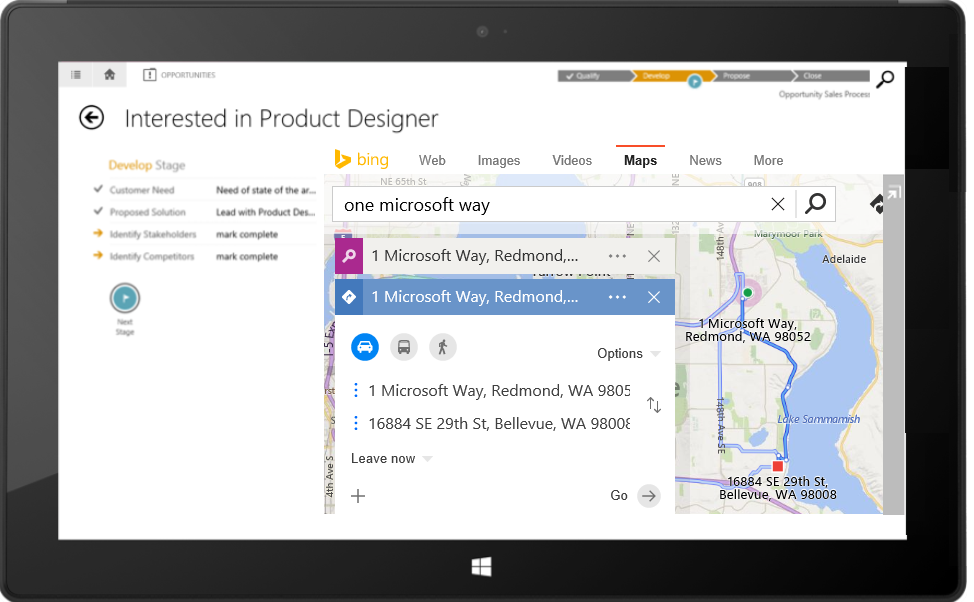 OPPORTUNITIES
Qualify
Develop
Propose
Close
Opportunity Sales Process
Interested in Product Designer
Develop Stage
Customer Need Need of state of the ar...
Proposed Solution Lead with Product Des...
Identify Stakeholders mark complete
Identify Competitors mark complete
Next
Stage
bing
Web
Images
Videos
Maps
News
More
NE 65th St
908
one microsoft way
Marymoor Park
148th A
Adelaide
1 Microsoft Way, Redmond,... ...
Yarrow Point
1 Microsoft Way, Redmond,... ...
1 Microsoft Way,
Redmond, WA 98052
Options
1 Microsoft Way, Redmond, WA 9805
16884 SE 29th St, Bellevue, WA 98008
148th Ave SE
Lake Sammamish
Leave now
4th Ave S
Go
16884 SE 29th St,
Bellevue, WA 98008